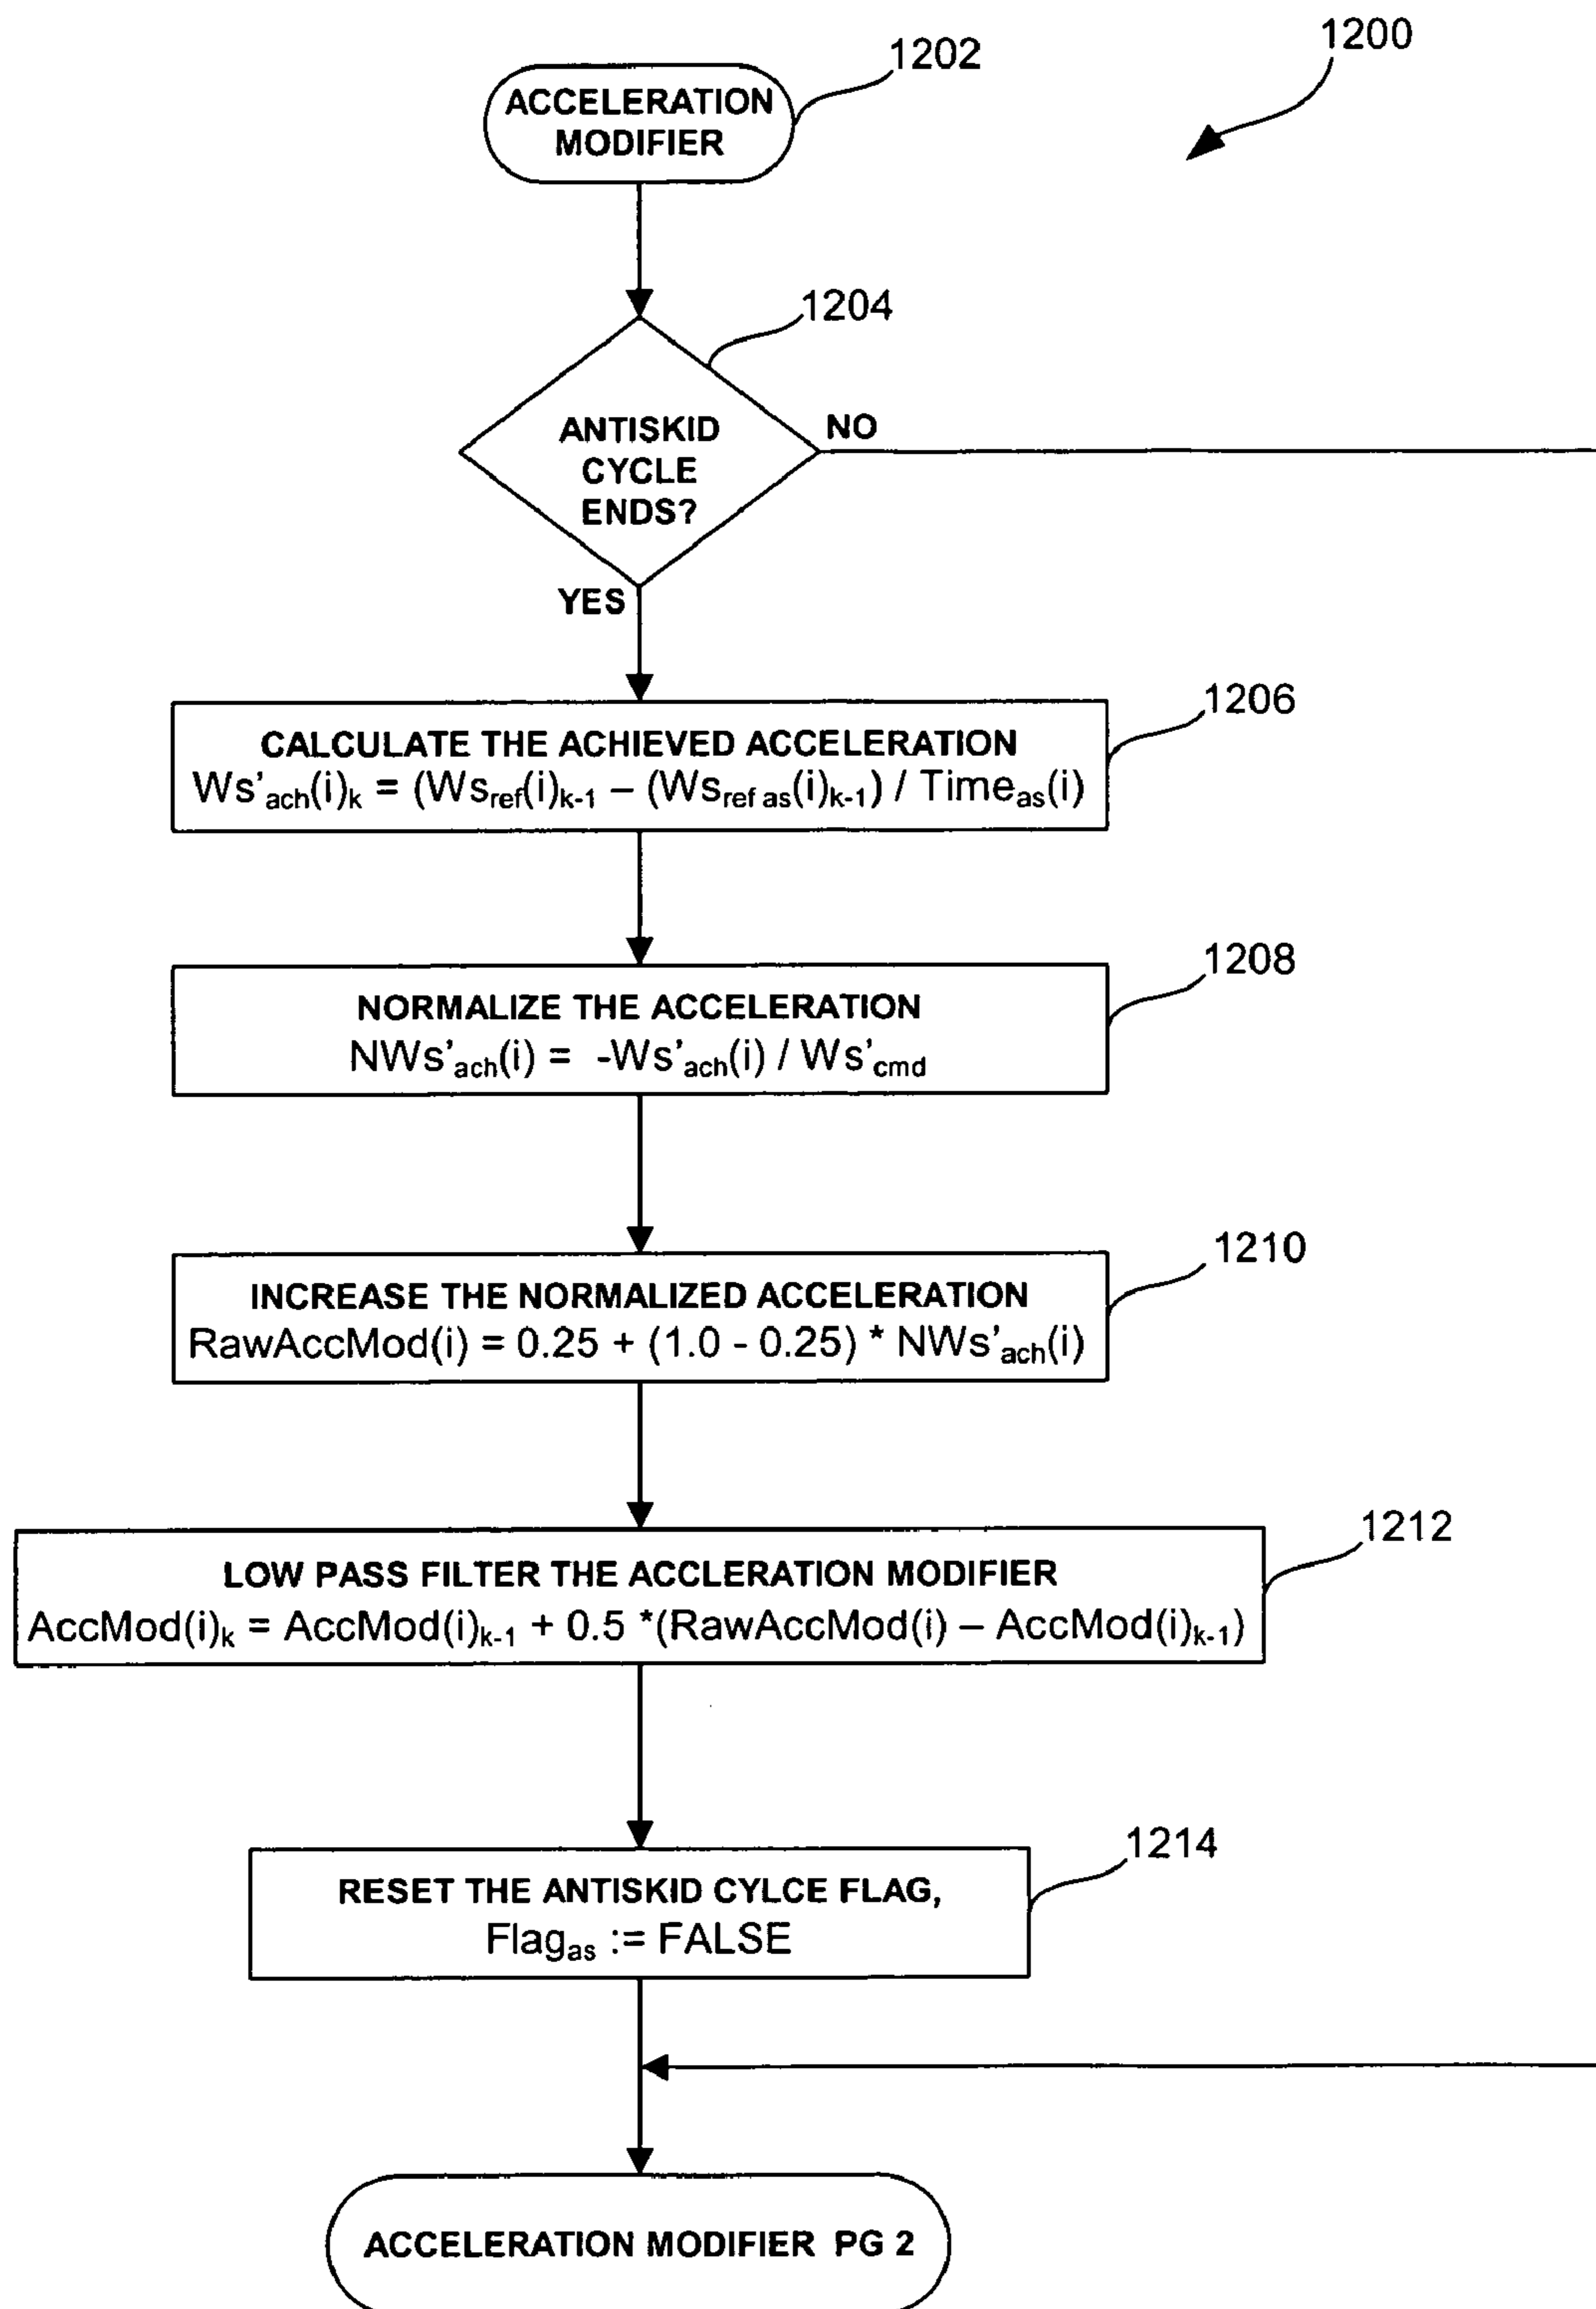 1200
1202
ACCELERATION
MODIFIER
1204
ANTISKID
CYCLE
ENDS?
NO
YES
1206
CALCULATE THE ACHIEVED ACCELERATION
Ws'ach(i)k = (Wsref(i)k-1 – (Wsref as(i)k-1) / Timeas(i)
1208
NORMALIZE THE ACCELERATION
NWs'ach(i) = -Ws'ach(i) / Ws'cmd
1210
INCREASE THE NORMALIZED ACCELERATION
RawAccMod(i) = 0.25 + (1.0 - 0.25) * NWs'ach(i)
1212
LOW PASS FILTER THE ACCLERATION MODIFIER
AccMod(i)k = AccMod(i)k-1 + 0.5 *(RawAccMod(i) – AccMod(i)k-1)
1214
RESET THE ANTISKID CYLCE FLAG,
Flagas := FALSE
ACCELERATION MODIFIER PG 2